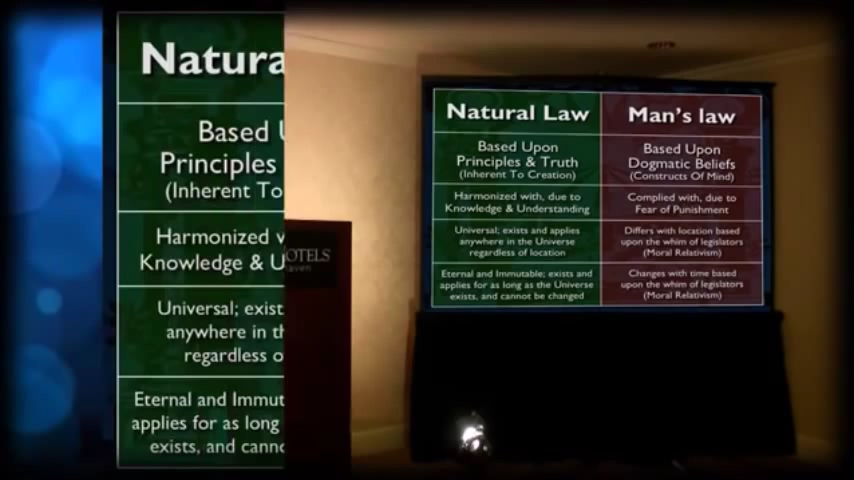 Natura
Based U
Principles
(Inherent To
Harmonized w
Knowledge & U
Universal; exist
anywhere in th
regardless o
Eternal and Immut
applies for as long
exists, and canno
OTELS
aven
Natural Law
Man's law
Based Upon
Principles & Truth
(Inherent To Creation)
Based Upon
Dogmatic Beliefs
(Constructs Of Mind)
Harmonized with, due to
Knowledge & Understanding
Complied with, due to
Fear of Punishment
Universal; exists and applies
anywhere in the Universe
regardless of location
Differs with location based
upon the whim of legislators
(Moral Relativism)
Eternal and Immutable; exists and
applies for as long as the Universe
exists, and cannot be changed
Changes with time based
upon the whim of legislators
(Moral Relativism)